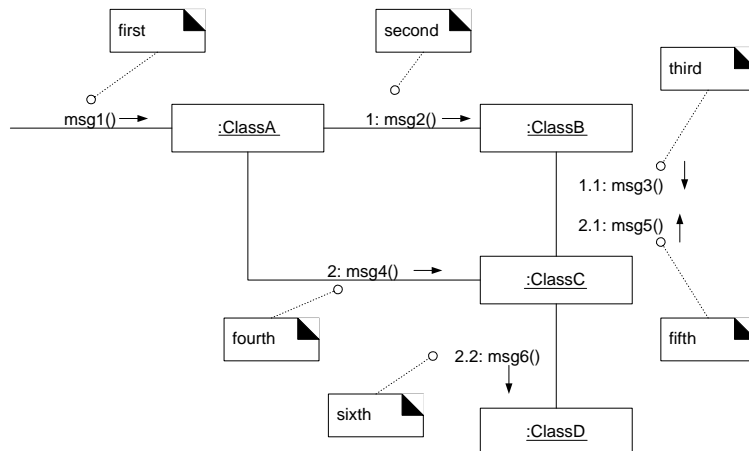 first
second
third
msg1()
:ClassA
1: msg2()
:ClassB
1.1: msg3()
2.1: msg5()
2: msg4()
:ClassC
fourth
fifth
2.2: msg6()
sixth
:ClassD